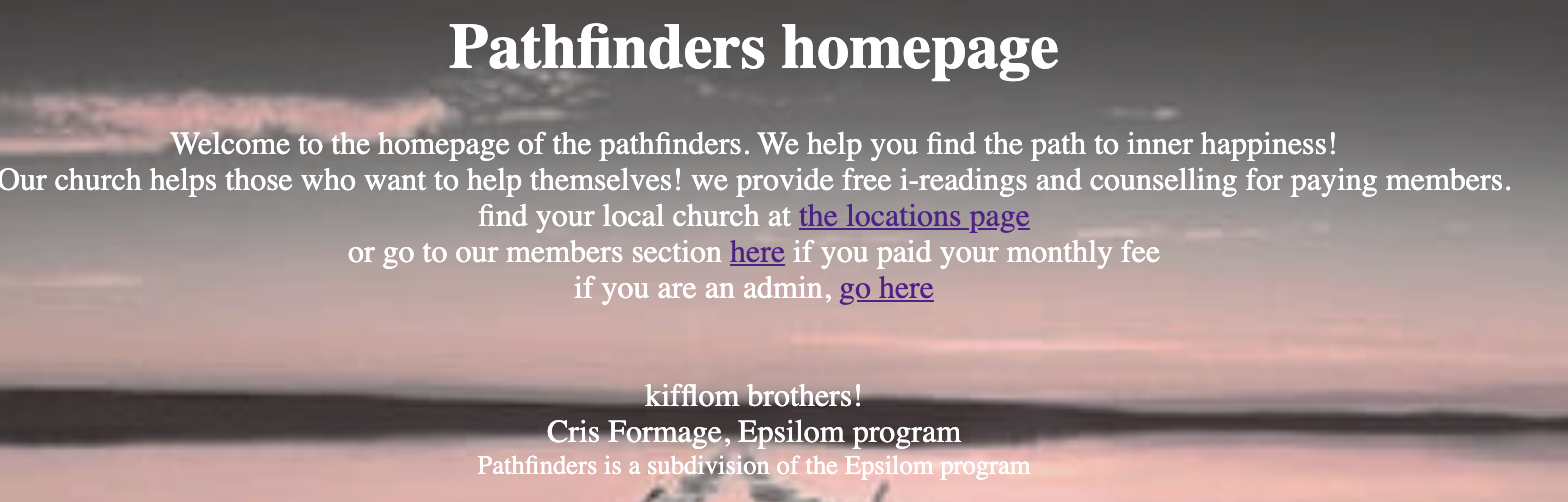 Pathfinders homepage
Welcome to the homepage of the pathfinders. We help you find the path to inner happiness!
Our church helps those who want to help themselves! we provide free i-readings and counselling for paying members.
find your local church at the locations page
or go to our members section here if you paid your monthly fee
if you are an admin, go here
kifflom brothers!
Cris Formage, Epsilom program
Pathfinders is a subdivision of the Epsilom program